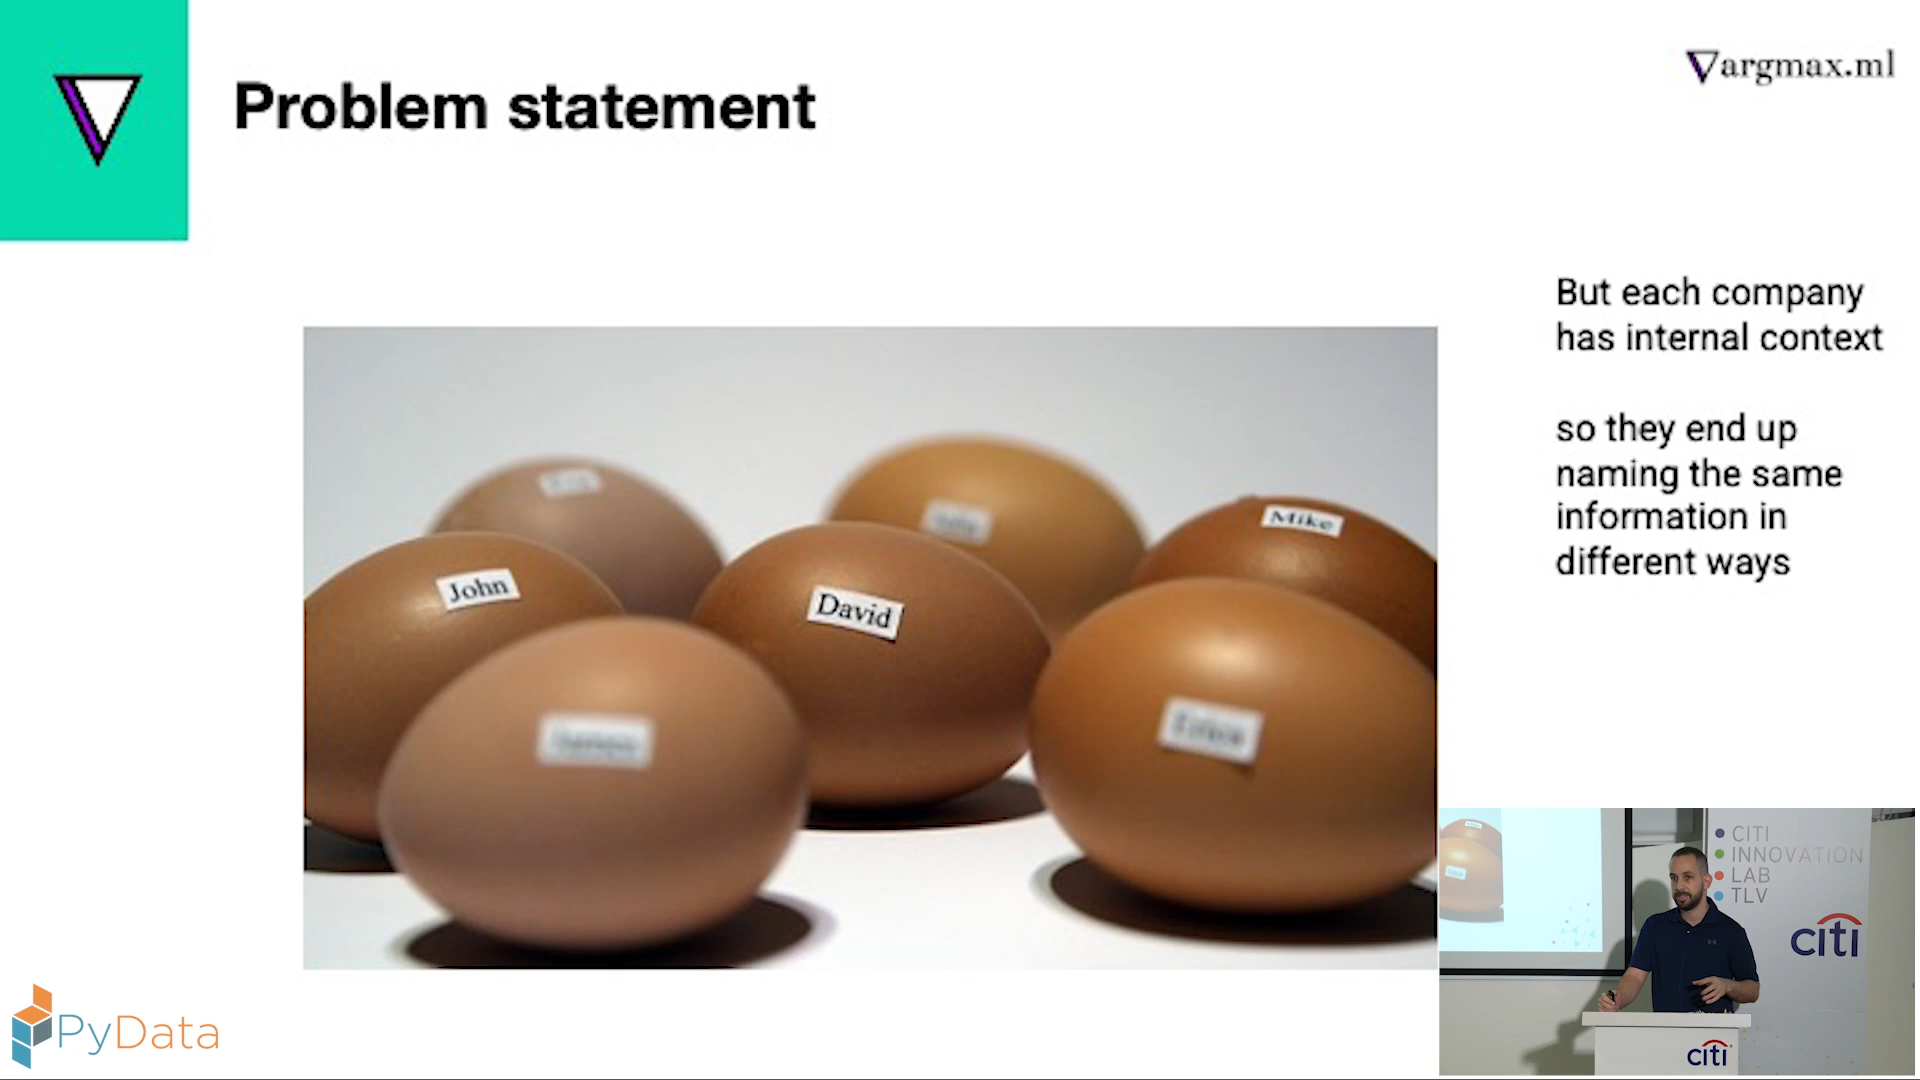 argmax.ml
Problem statement
But each company
has internal context
so they end up
naming the same
information in
different ways
Mike
John
David
CITI
INNOVATION
LAB
TLV
citi
citi
PyData